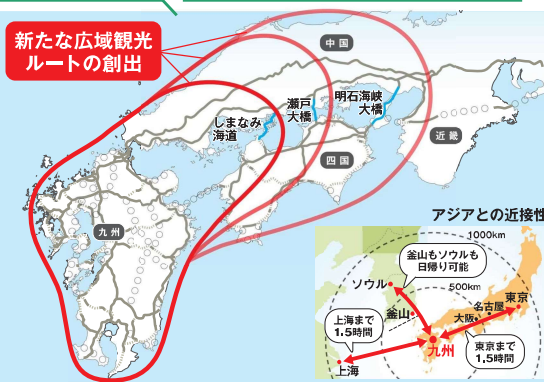 新たな広域観光
ルートの創出
中国
しまなみ
海道
瀬戸
大橋
明石海峡
大橋
近畿
四国
九州
アジアとの近接性
1000km
釜山もソウルも
日帰り可能
ソウル
500km
釜山
名古屋
東京
大阪
上海まで
1.5時間
九州
東京まで
1.5時間
上海